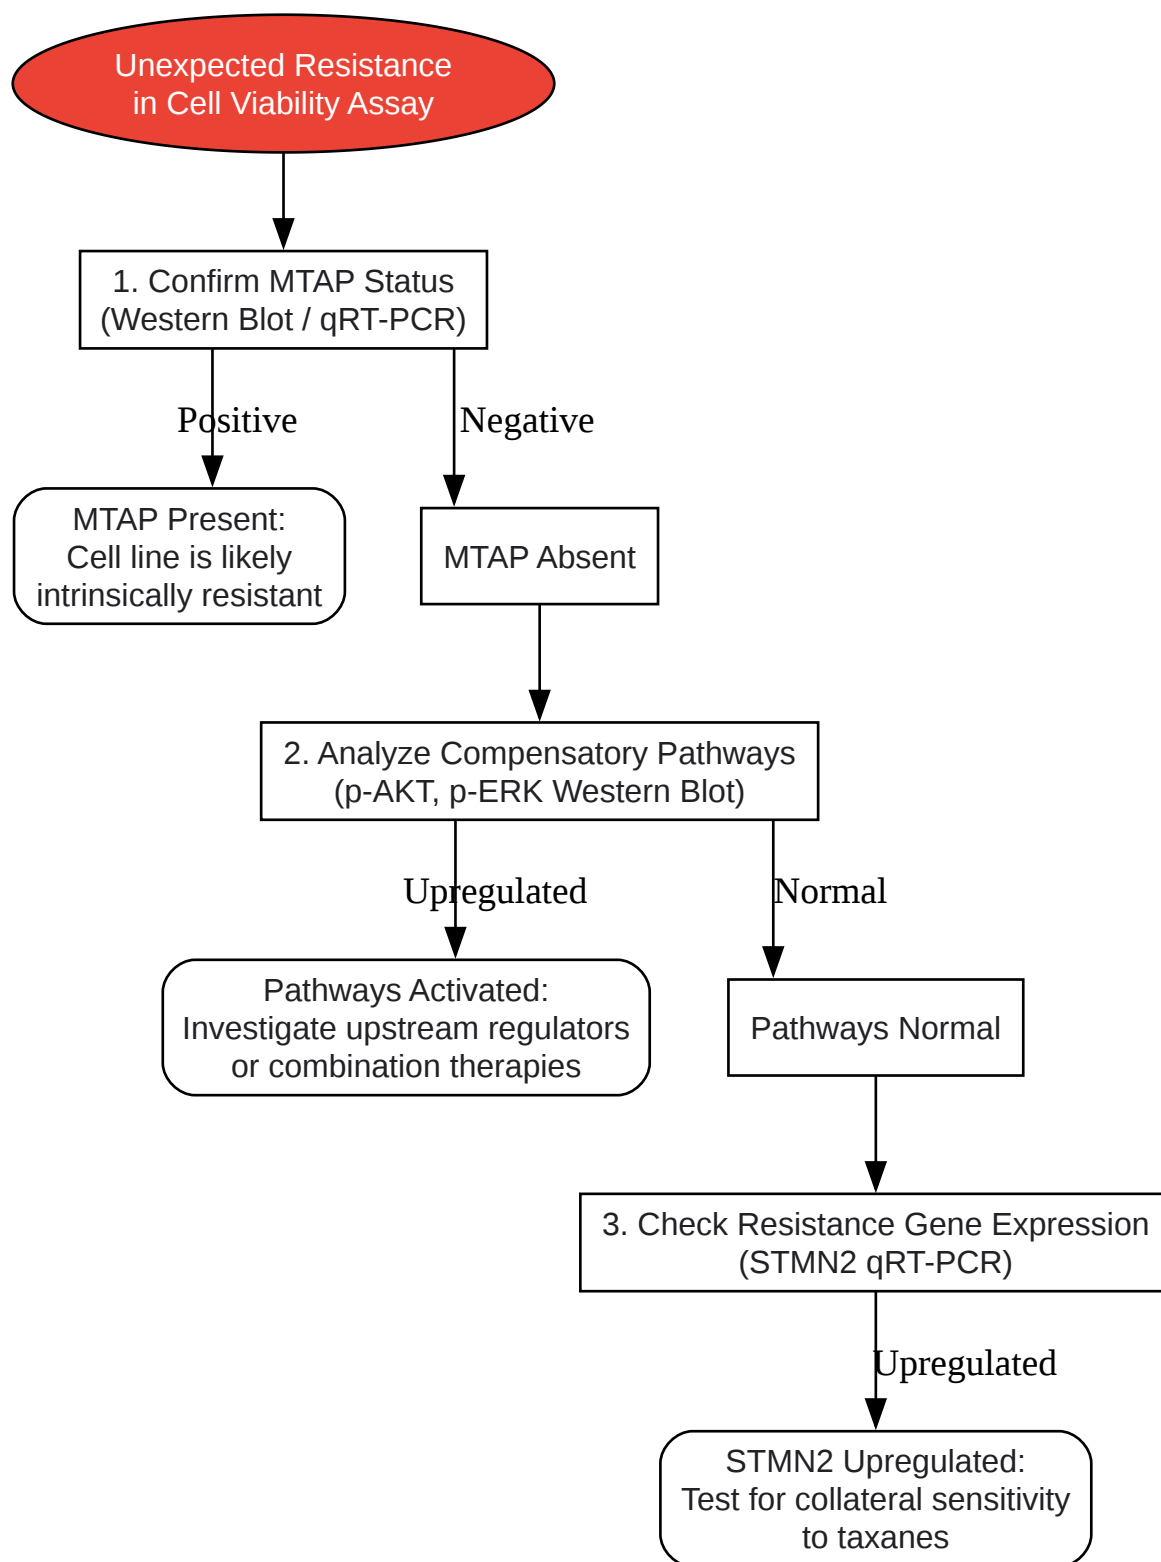 Unexpected Resistance
in Cell Viability Assay
1. Confirm MTAP Status
(Western Blot / qRT-PCR)
Positive
Negative
MTAP Present:
Cell line is likely
intrinsically resistant
MTAP Absent
2. Analyze Compensatory Pathways
(p-AKT, p-ERK Western Blot)
Upregulated
Normal
Pathways Activated:
Investigate upstream regulators
or combination therapies
Pathways Normal
3. Check Resistance Gene Expression
(STMN2 qRT-PCR)
Upregulated
STMN2 Upregulated:
Test for collateral sensitivity
to taxanes